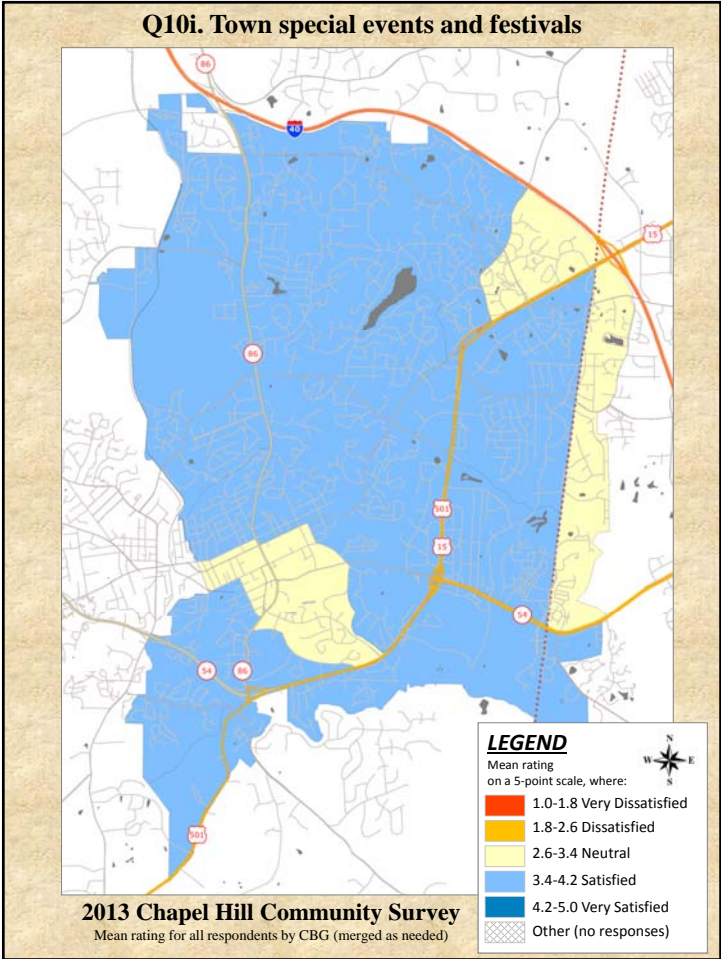 Q10i. Town special events and festivals
86
40
15
86
501
15
54
54
86
501
LEGEND
Mean rating
on a 5-point scale, where:
N
W E
S
1.0-1.8 Very Dissatisfied
1.8-2.6 Dissatisfied
2.6-3.4 Neutral
3.4-4.2 Satisfied
4.2-5.0 Very Satisfied
Other (no responses)
2013 Chapel Hill Community Survey
Mean rating for all respondents by CBG (merged as needed)